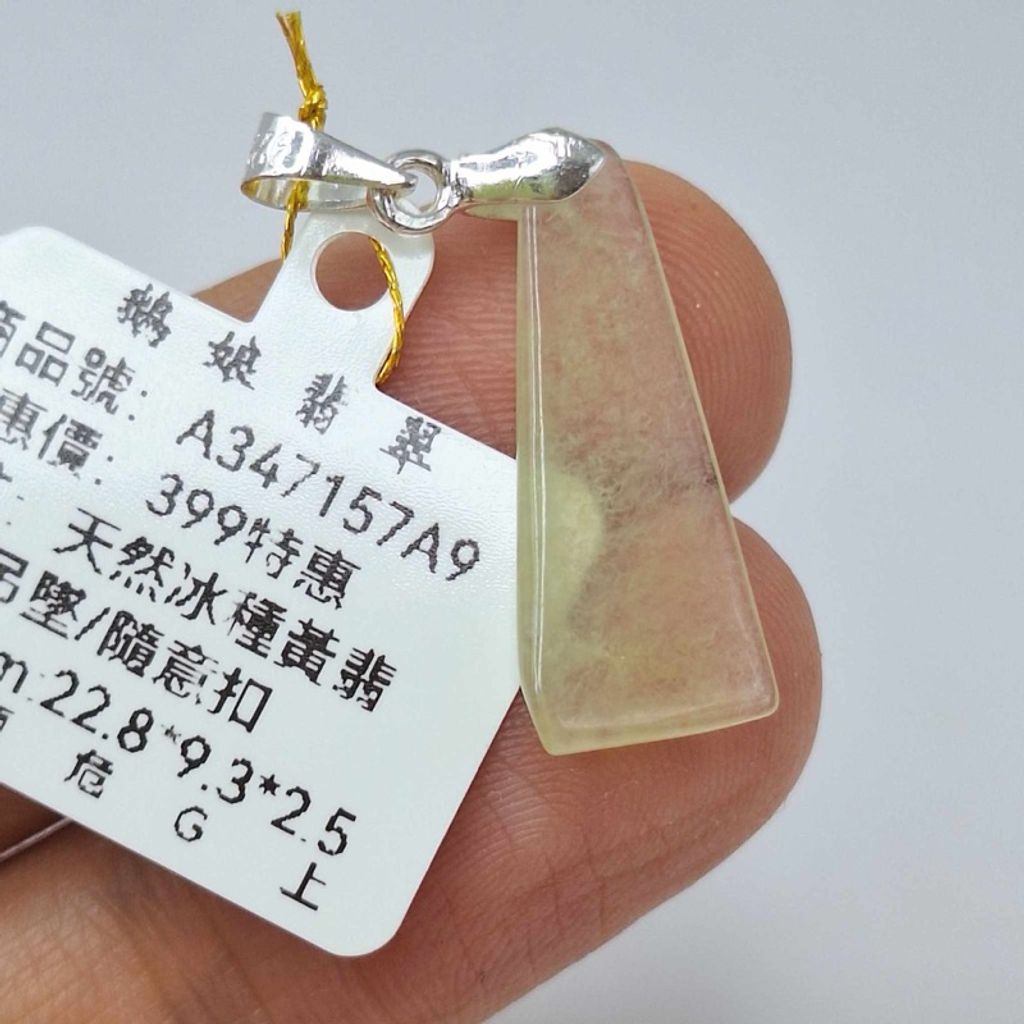 鵝娘翡翠
商品號: A347157A9
惠價: 399特惠
: 天然冰種黃翡
吊墜/隨意扣
m:22.8*9.3*2.5
危 G 上